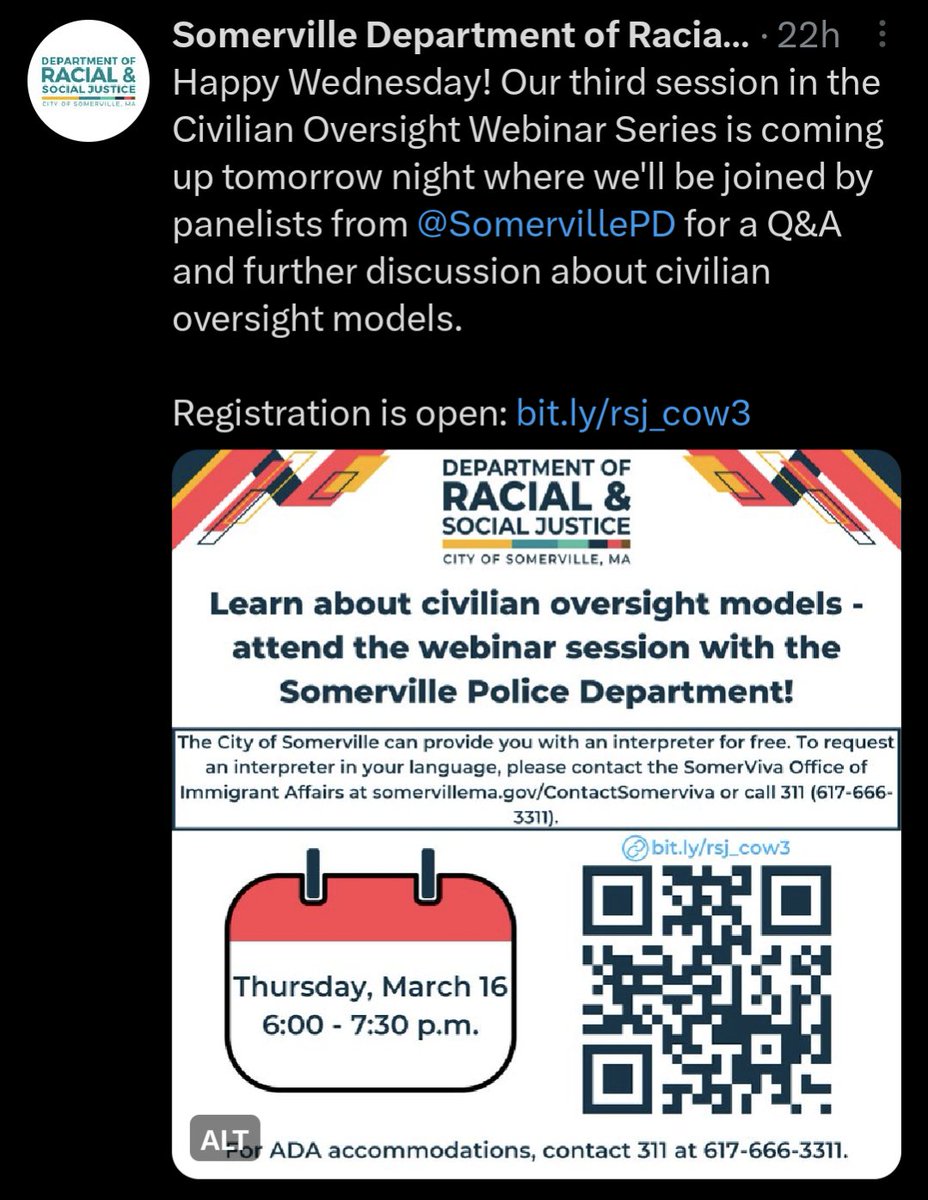 DEPARTMENT OF
RACIAL &
SOCIAL JUSTICE
CITY OF SOMERVILLE, MA
Somerville Department of Racia... · 22h
Happy Wednesday! Our third session in the
Civilian Oversight Webinar Series is coming
up tomorrow night where we'll be joined by
panelists from @SomervillePD for a Q&A
and further discussion about civilian
oversight models.
Registration is open: bit.ly/rsj_cow3
DEPARTMENT OF
RACIAL &
SOCIAL JUSTICE
CITY OF SOMERVILLE, MA
Learn about civilian oversight models -
attend the webinar session with the
Somerville Police Department!
The City of Somerville can provide you with an interpreter for free. To request
an interpreter in your language, please contact the SomerViva Office of
Immigrant Affairs at somervillema.gov/ContactSomerviva or call 311 (617-666-
3311).
bit.ly/rsj_cow3
Thursday, March 16
6:00 - 7:30 p.m.
ALT
For ADA accommodations, contact 311 at 617-666-3311.